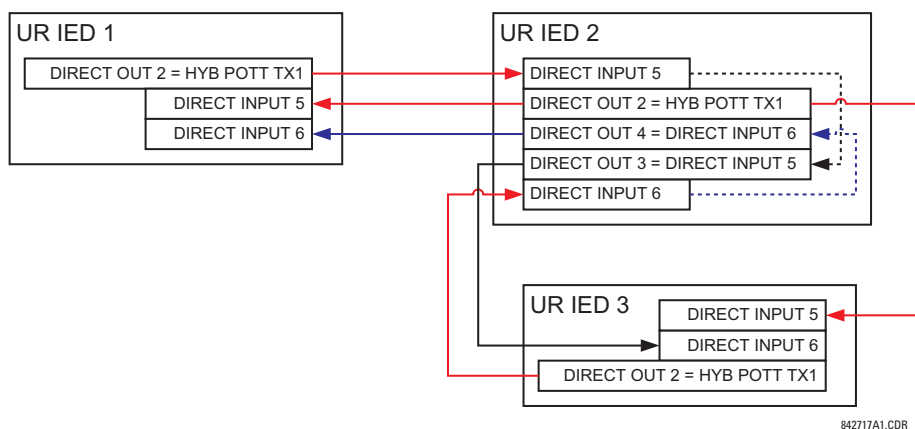 UR IED 1
DIRECT OUT 2 = HYB POTT TX1
DIRECT INPUT 5
DIRECT INPUT 6
UR IED 2
DIRECT INPUT 5
DIRECT OUT 2 = HYB POTT TX1
DIRECT OUT 4 = DIRECT INPUT 6
DIRECT OUT 3 = DIRECT INPUT 5
DIRECT INPUT 6
UR IED 3
DIRECT INPUT 5
DIRECT INPUT 6
DIRECT OUT 2 = HYB POTT TX1
842717A1.CDR